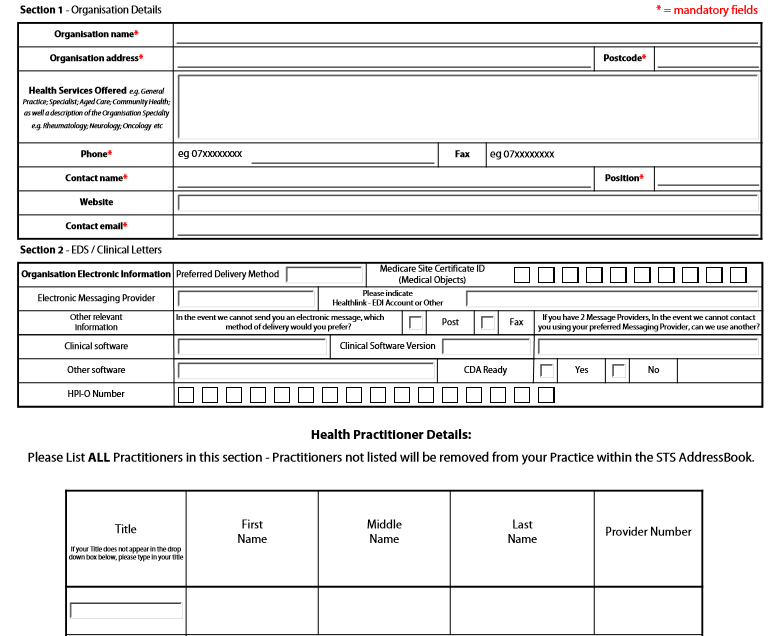 Section 1 - Organisation Details
* = mandatory fields
Organisation name*
Organisation address*
Postcode*
Health Services Offered e.g. General
Practice; Specialist; Aged Care; Community Health;
as well a description of the Organisation Specialty
e.g. Rheumatology; Neurology; Oncology etc
Phone*
eg 07xxxxxxxx
Fax
eg 07xxxxxxxx
Contact name*
Position*
Website
Contact email*
Section 2 - EDS / Clinical Letters
Organisation Electronic Information
Preferred Delivery Method
Medicare Site Certificate ID
(Medical Objects)
Electronic Messaging Provider
Please indicate
Healthlink - EDI Account or Other
Other relevant
Information
In the event we cannot send you an electronic message, which
method of delivery would you prefer?
Post
Fax
If you have 2 Message Providers, In the event we cannot contact
you using your preferred Messaging Provider, can we use another?
Clinical software
Clinical Software Version
Other software
CDA Ready
Yes
No
HPI-O Number
Health Practitioner Details:
Please List ALL Practitioners in this section - Practitioners not listed will be removed from your Practice within the STS AddressBook.
Title
If your Title does not appear in the drop
down box below, please type in your title
First
Name
Middle
Name
Last
Name
Provider Number